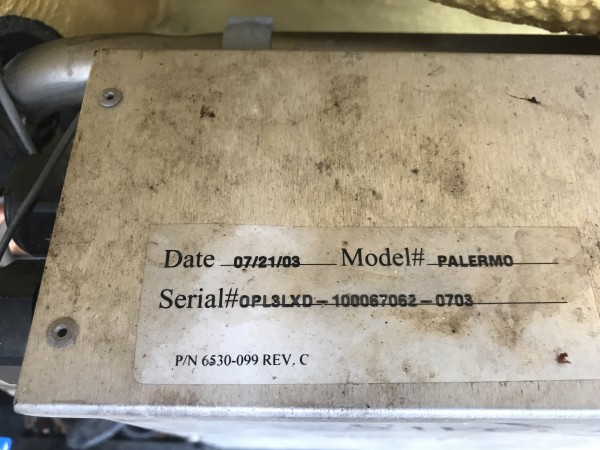 Date 07/21/03 Model# PALERMO
Serial# OPL3LXD-100067062-0703
P/N 6530-099 REV. C